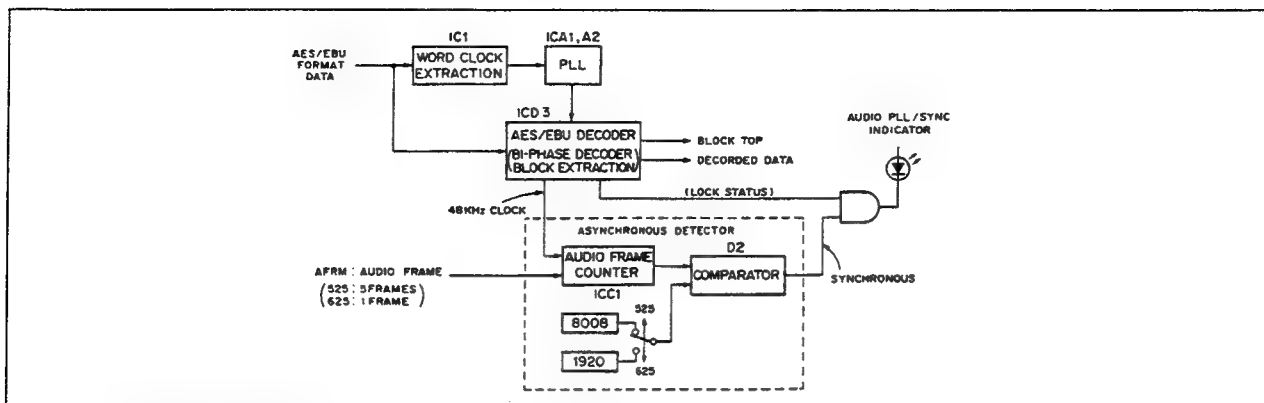 IC1
ICA1, A2
AES/EBU
FORMAT
DATA
WORD CLOCK
EXTRACTION
PLL
ICD3
AES/EBU DECODER
(BI-PHASE DECODER
BLOCK EXTRACTION)
BLOCK TOP
DECORDED DATA
AUDIO PLL/SYNC
INDICATOR
(LOCK STATUS)
48KHz CLOCK
ASYNCHRONOUS DETECTOR
D2
AUDIO FRAME
COUNTER
COMPARATOR
SYNCHRONOUS
AFRM : AUDIO FRAME
(525 : 5FRAMES
625 : 1FRAME)
ICC1
525
8008
1920
625